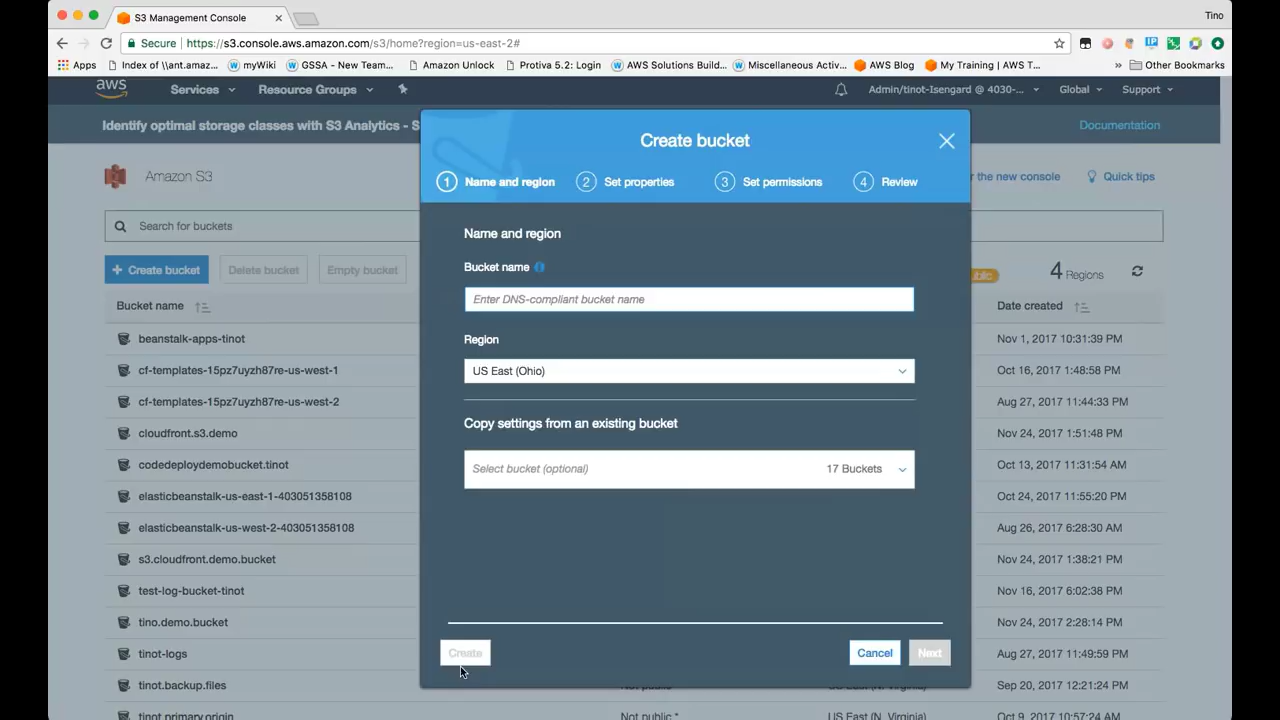 S3 Management Console
Tino
Secure https://s3.console.aws.amazon.com/s3/home?region=us-east-2#
Apps Index of \\ant.amaz... myWiki GSSA - New Team... Amazon Unlock Protiva 5.2: Login AWS Solutions Build... Miscellaneous Activ... AWS Blog My Training | AWS T... » Other Bookmarks
aws Services Resource Groups Admin/tinot-Isengard @ 4030-... Global Support
Identify optimal storage classes with S3 Analytics - S Documentation
Create bucket
Amazon S3
r the new console Quick tips
1 Name and region 2 Set properties 3 Set permissions 4 Review
Search for buckets
Name and region
+ Create bucket Delete bucket Empty bucket
4 Regions
Bucket name
Enter DNS-compliant bucket name
Bucket name Date created
Region
US East (Ohio)
Copy settings from an existing bucket
Select bucket (optional) 17 Buckets
beanstalk-apps-tinot Nov 1, 2017 10:31:39 PM
cf-templates-15pz7uyzh87re-us-west-1 Oct 16, 2017 1:48:58 PM
cf-templates-15pz7uyzh87re-us-west-2 Aug 27, 2017 11:44:33 PM
cloudfront.s3.demo Nov 24, 2017 1:51:48 PM
codedeploydemobucket.tinot Oct 13, 2017 11:31:54 AM
elasticbeanstalk-us-east-1-403051358108 Oct 24, 2017 11:55:20 PM
elasticbeanstalk-us-west-2-403051358108 Aug 26, 2017 6:28:30 AM
s3.cloudfront.demo.bucket Nov 24, 2017 1:38:21 PM
test-log-bucket-tinot Nov 16, 2017 6:02:38 PM
tino.demo.bucket Nov 24, 2017 2:28:14 PM
tinot-logs Aug 27, 2017 11:49:59 PM
Create Cancel Next
tinot.backup.files Sep 20, 2017 12:21:24 PM
tinot.primary.origin Not public * US East (N. Virginia) Oct 9, 2017 10:57:24 AM